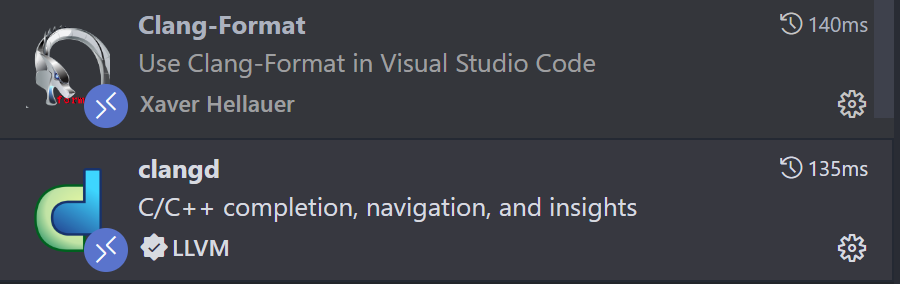 Clang-Format
140ms
Use Clang-Format in Visual Studio Code
Xaver Hellauer
clangd
135ms
C/C++ completion, navigation, and insights
LLVM